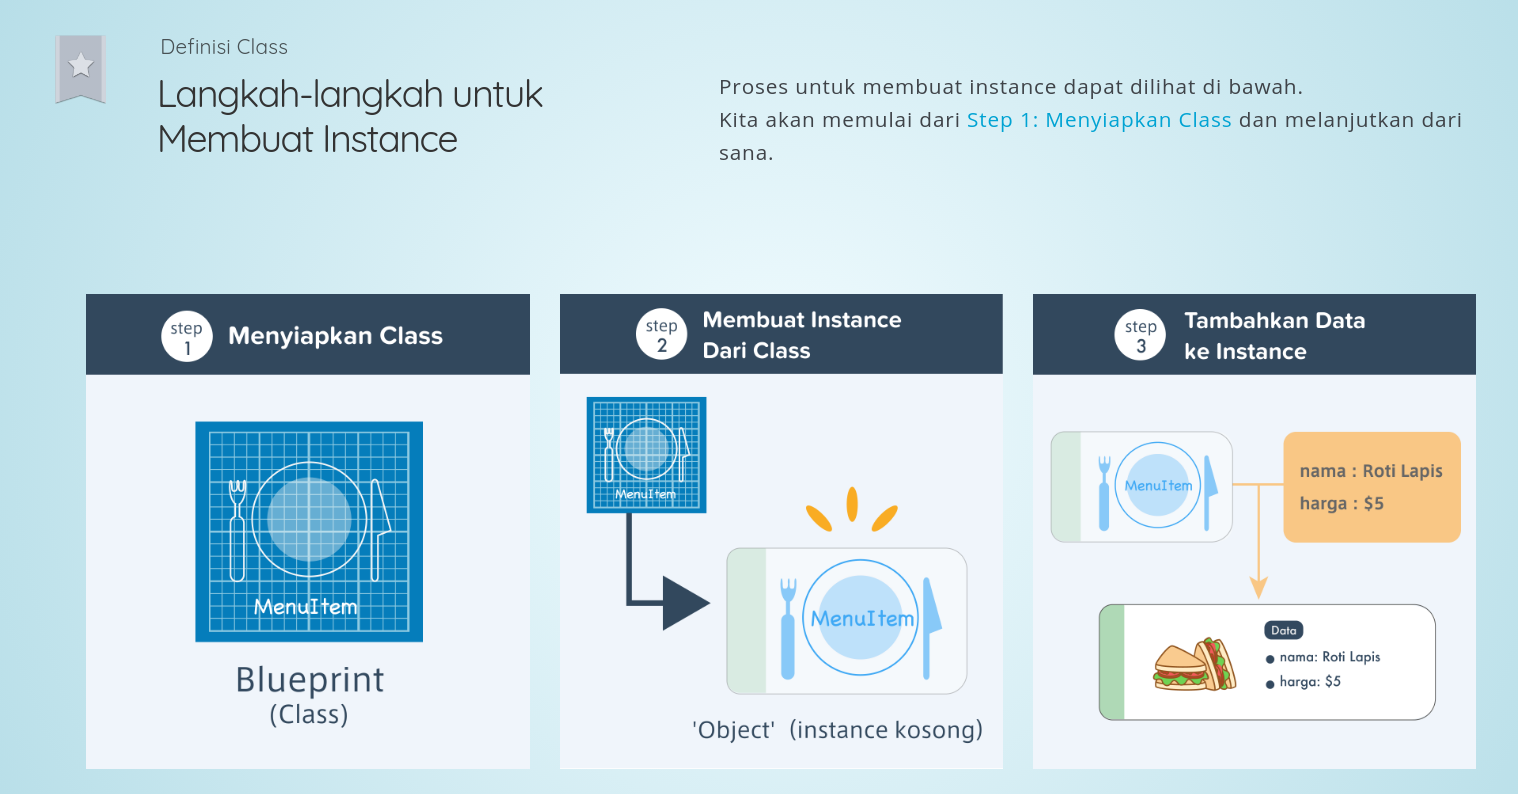 Definisi Class
Langkah-langkah untuk
Membuat Instance
Proses untuk membuat instance dapat dilihat di bawah.
Kita akan memulai dari Step 1: Menyiapkan Class dan melanjutkan dari
sana.
step
1
Menyiapkan Class
MenuItem
Blueprint
(Class)
step
2
Membuat Instance
Dari Class
MenuItem
MenuItem
'Object' (instance kosong)
step
3
Tambahkan Data
ke Instance
MenuItem
nama : Roti Lapis
harga : $5
Data
nama: Roti Lapis
harga: $5